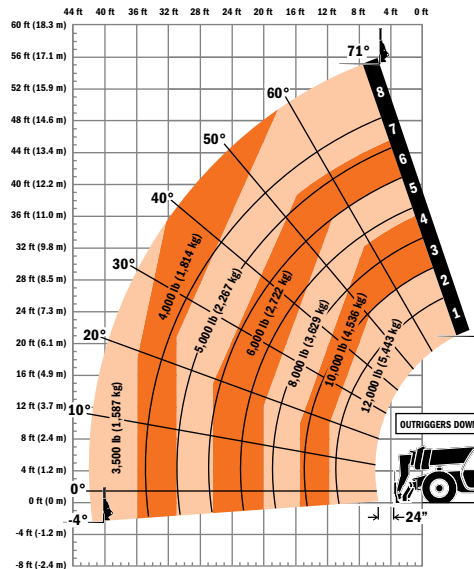 44 ft 40 ft 36 ft 32 ft 28 ft 24 ft 20 ft 16 ft 12 ft 8 ft 4 ft 0 ft
60 ft (18.3 m)
56 ft (17.1 m)
52 ft (15.9 m)
48 ft (14.6 m)
44 ft (13.4 m)
40 ft (12.2 m)
36 ft (11.0 m)
32 ft (9.8 m)
28 ft (8.5 m)
24 ft (7.3 m)
20 ft (6.1 m)
16 ft (4.9 m)
12 ft (3.7 m)
8 ft (2.4 m)
4 ft (1.2 m)
0 ft (0 m)
-4 ft (-1.2 m)
-8 ft (-2.4 m)
71°
60°
50°
40°
30°
20°
10°
0°
-4°
8
7
6
5
4
3
2
1
3,500 lb (1,587 kg)
4,000 lb (1,814 kg)
5,000 lb (2,267 kg)
6,000 lb (2,722 kg)
8,000 lb (3,629 kg)
10,000 lb (4,536 kg)
12,000 lb (5,443 kg)
OUTRIGGERS DOWN
24”